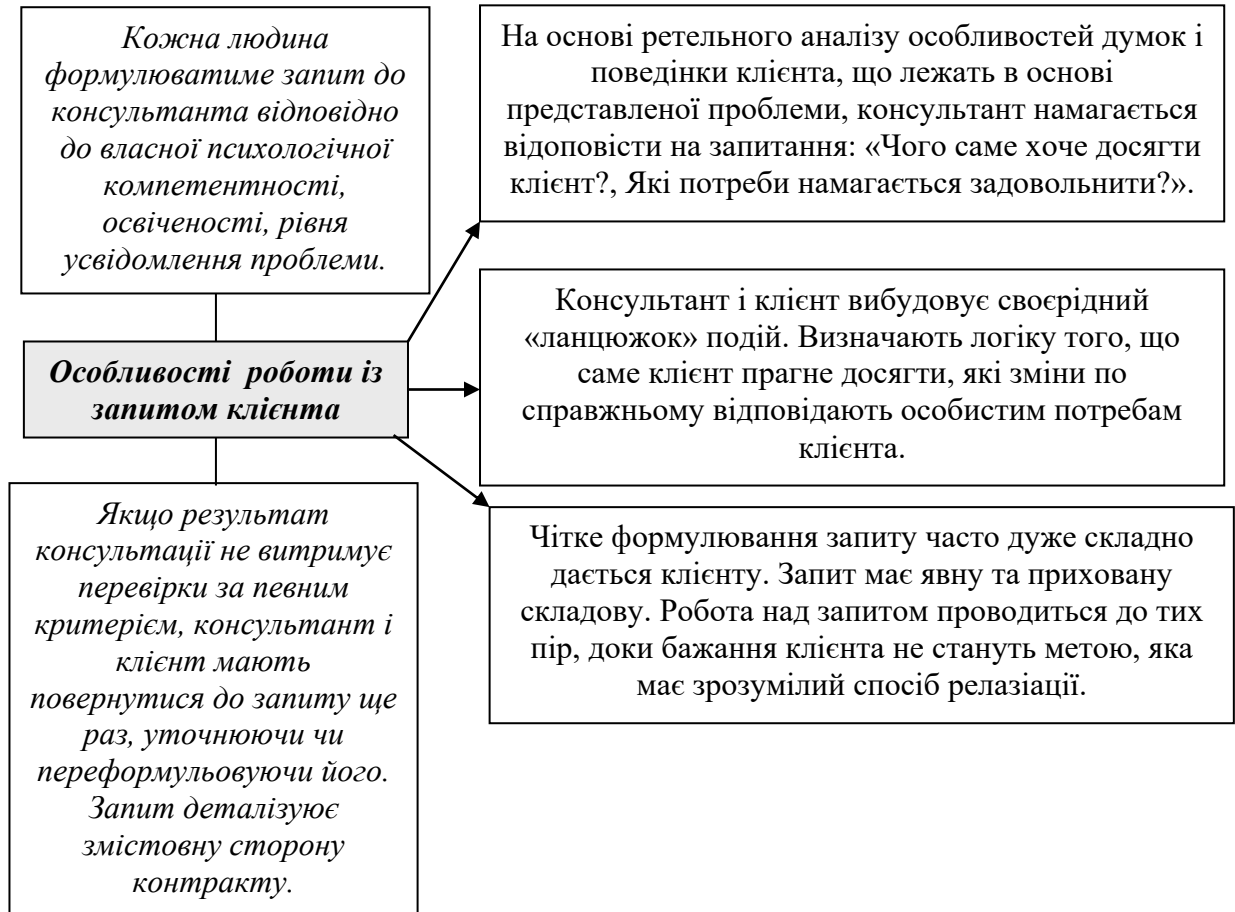 Кожна людина
формулюватиме запит до
консультанта відповідно
до власної психологічної
компетентності,
освіченості, рівня
усвідомлення проблеми.
Особливості роботи із
запитом клієнта
Якщо результат
консультації не витримує
перевірки за певним
критерієм, консультант і
клієнт мають
повернутися до запиту ще
раз, уточнюючи чи
переформульовуючи його.
Запит деталізуює
змістовну сторону
контракту.
На основі ретельного аналізу особливостей думок і
поведінки клієнта, що лежать в основі
представленої проблеми, консультант намагається
відоповісти на запитання: «Чого саме хоче досягти
клієнт?, Які потреби намагається задовольнити?».
Консультант і клієнт вибудовує своєрідний
«ланцюжок» подій. Визначають логіку того, що
саме клієнт прагне досягти, які зміни по
справжньому відповідають особистим потребам
клієнта.
Чітке формулювання запиту часто дуже складно
дається клієнту. Запит має явну та приховану
складову. Робота над запитом проводиться до тих
пір, доки бажання клієнта не стануть метою, яка
має зрозумілий спосіб релазіації.